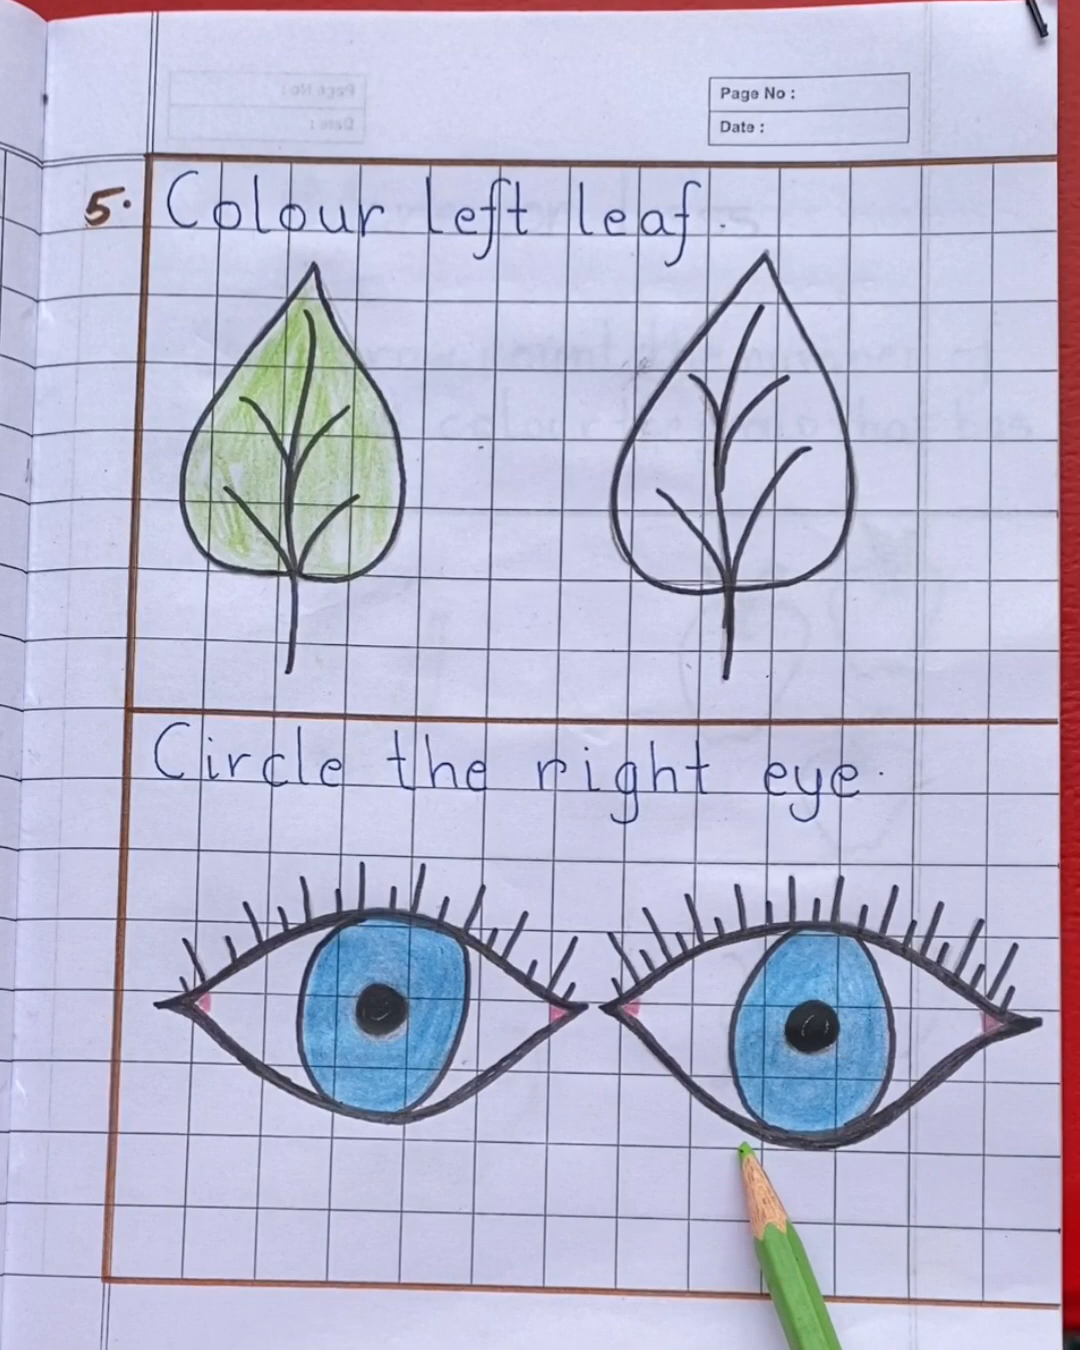 Page No :
Date :
5. Colour left leaf.
Circle the right eye.